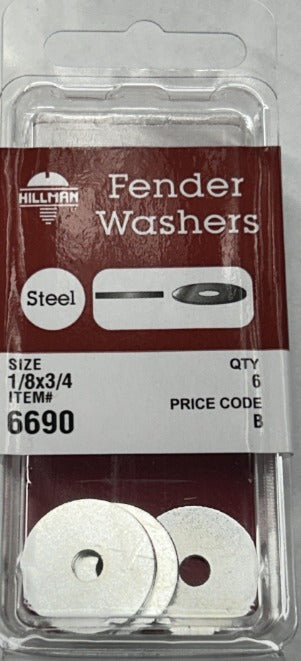 HILLMAN
Fender
Washers
Steel
SIZE
1/8x3/4
ITEM#
6690
QTY
6
PRICE CODE
B